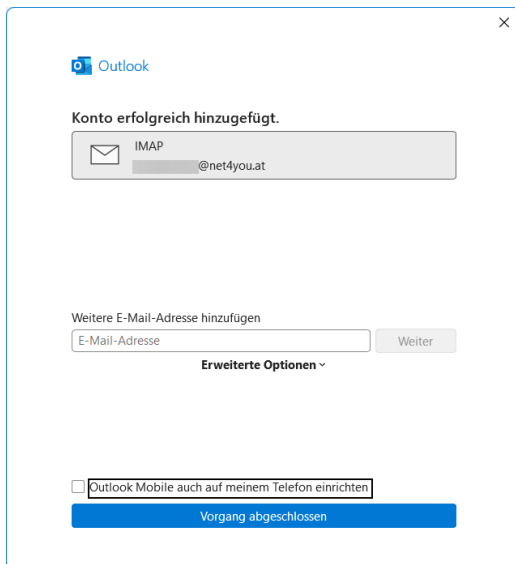 Outlook
Konto erfolgreich hinzugefügt.
IMAP
@net4you.at
Weitere E-Mail-Adresse hinzufügen
E-Mail-Adresse
Weiter
Erweiterte Optionen
Outlook Mobile auch auf meinem Telefon einrichten
Vorgang abgeschlossen